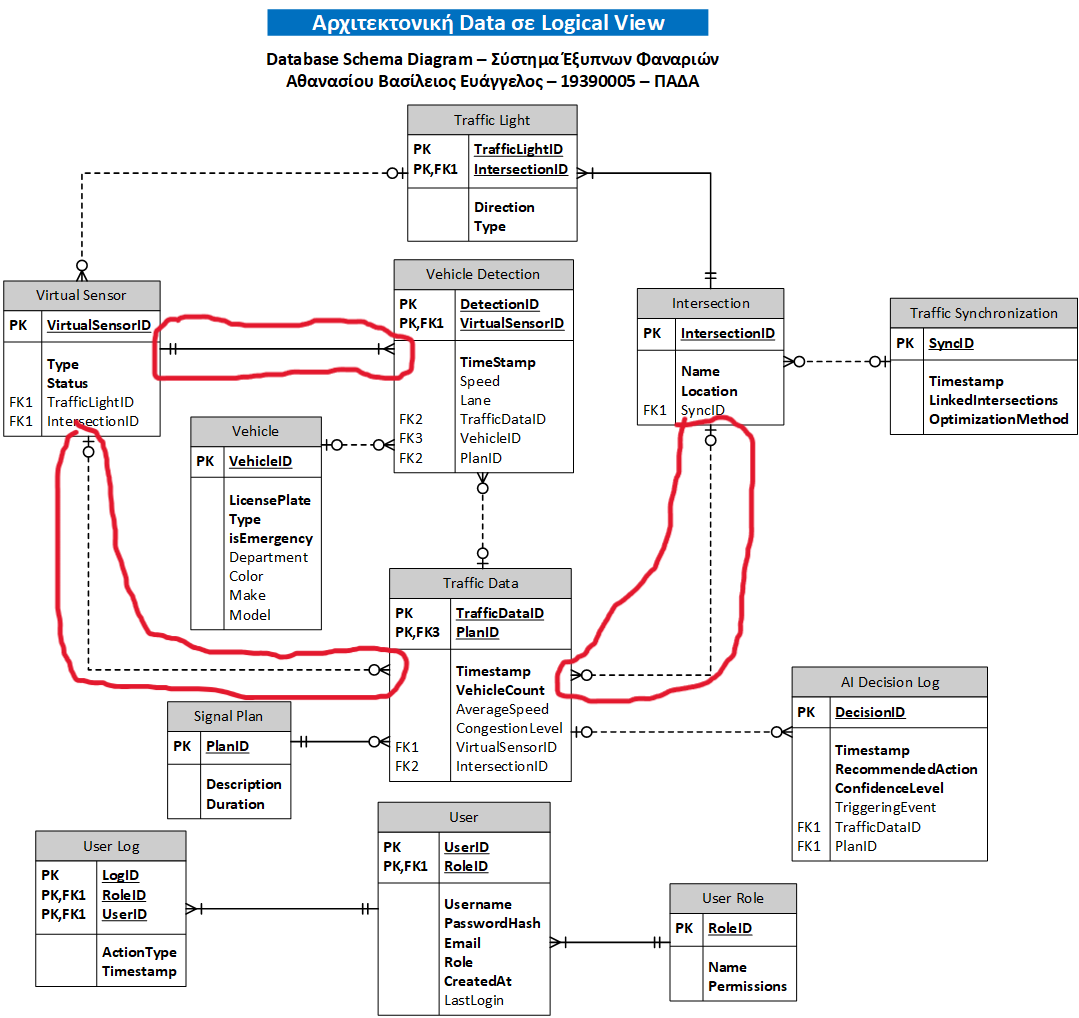 Αρχιτεκτονική Data σε Logical View
Database Schema Diagram – Σύστημα Έξυπνων Φαναριών
Αθανασίου Βασίλειος Ευάγγελος – 19390005 – ΠΑΔΑ
Traffic Light
PK TrafficLightID
PK,FK1 IntersectionID
Direction
Type
Virtual Sensor
PK VirtualSensorID
Type
Status
FK1 TrafficLightID
FK1 IntersectionID
Vehicle Detection
PK DetectionID
PK,FK1 VirtualSensorID
TimeStamp
Speed
Lane
FK2 TrafficDataID
FK3 VehicleID
FK2 PlanID
Intersection
PK IntersectionID
Name
Location
FK1 SyncID
Traffic Synchronization
PK SyncID
Timestamp
LinkedIntersections
OptimizationMethod
Vehicle
PK VehicleID
LicensePlate
Type
isEmergency
Department
Color
Make
Model
Traffic Data
PK TrafficDataID
PK,FK3 PlanID
Timestamp
VehicleCount
AverageSpeed
CongestionLevel
FK1 VirtualSensorID
FK2 IntersectionID
Signal Plan
PK PlanID
Description
Duration
AI Decision Log
PK DecisionID
Timestamp
RecommendedAction
ConfidenceLevel
TriggeringEvent
FK1 TrafficDataID
FK1 PlanID
User Log
PK LogID
PK,FK1 RoleID
PK,FK1 UserID
ActionType
Timestamp
User
PK UserID
PK,FK1 RoleID
Username
PasswordHash
Email
Role
CreatedAt
LastLogin
User Role
PK RoleID
Name
Permissions